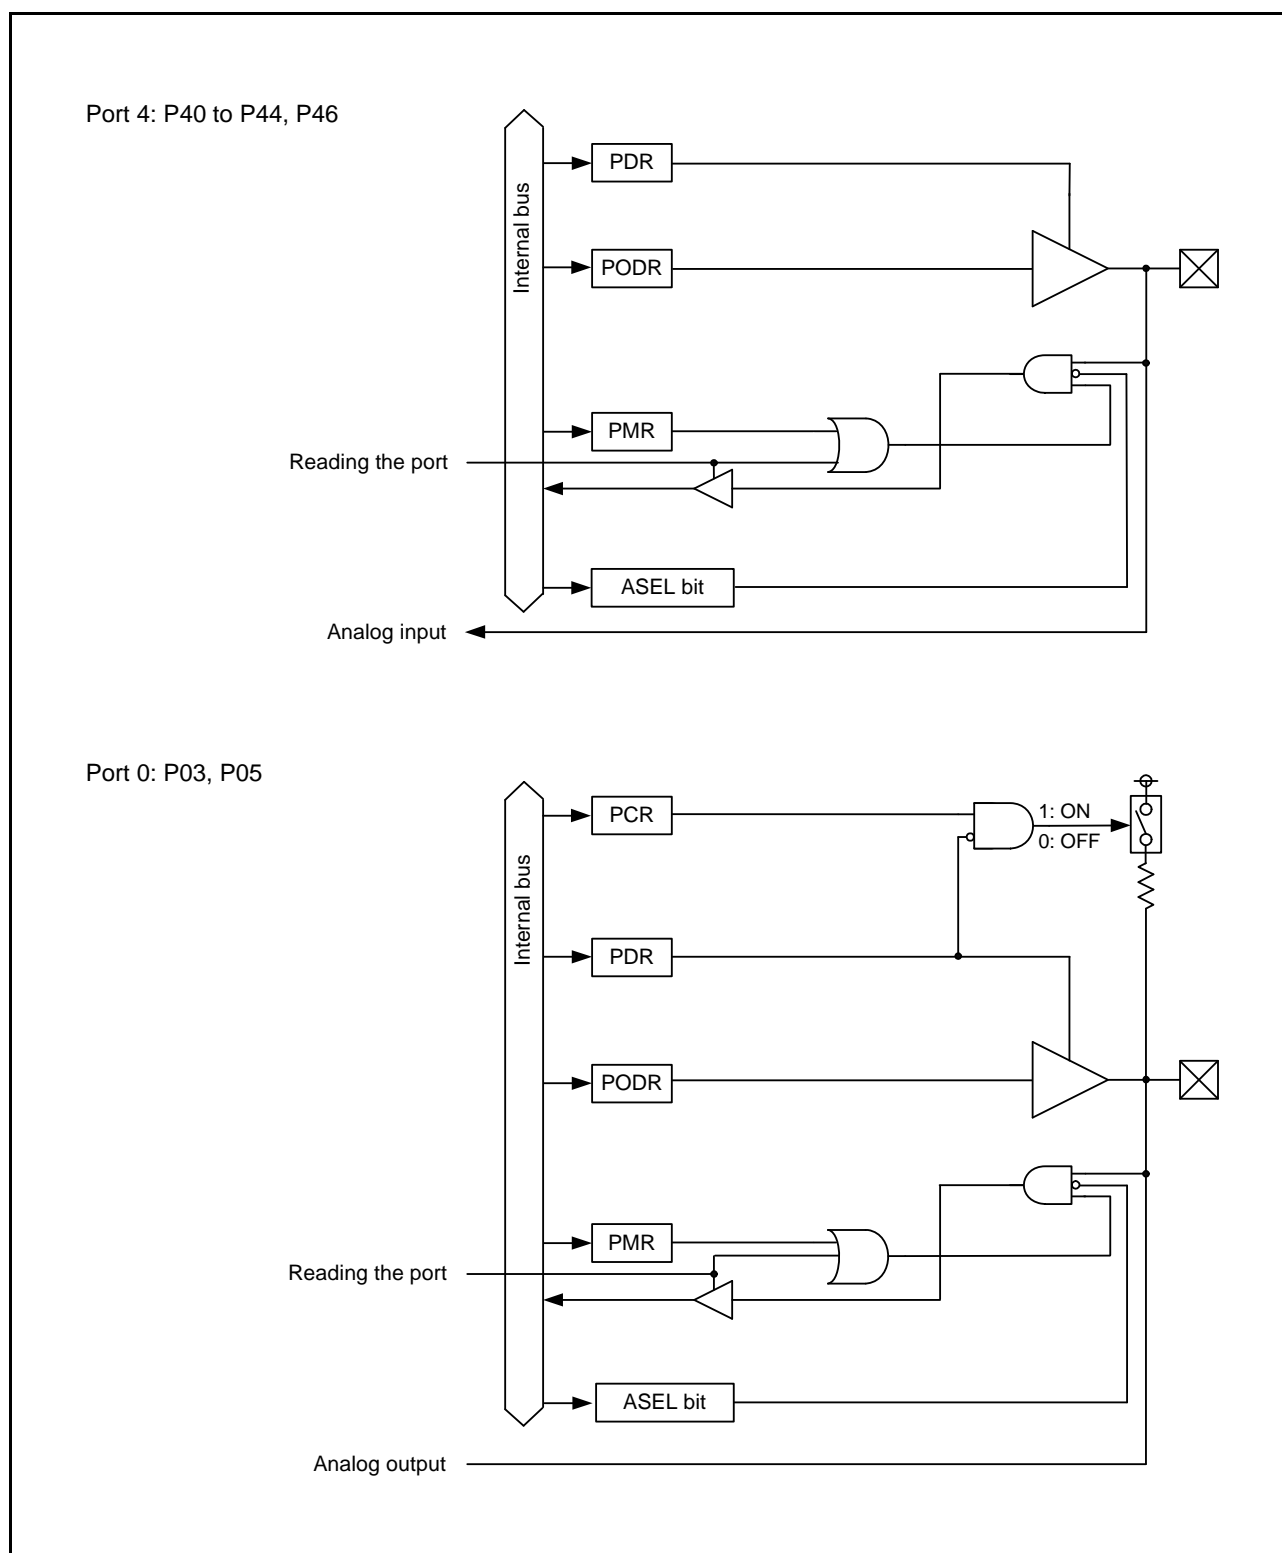 Port 4: P40 to P44, P46
Internal bus
PDR
PODR
PMR
Reading the port
ASEL bit
Analog input
Port 0: P03, P05
Internal bus
PCR
1: ON
0: OFF
PDR
PODR
PMR
Reading the port
ASEL bit
Analog output